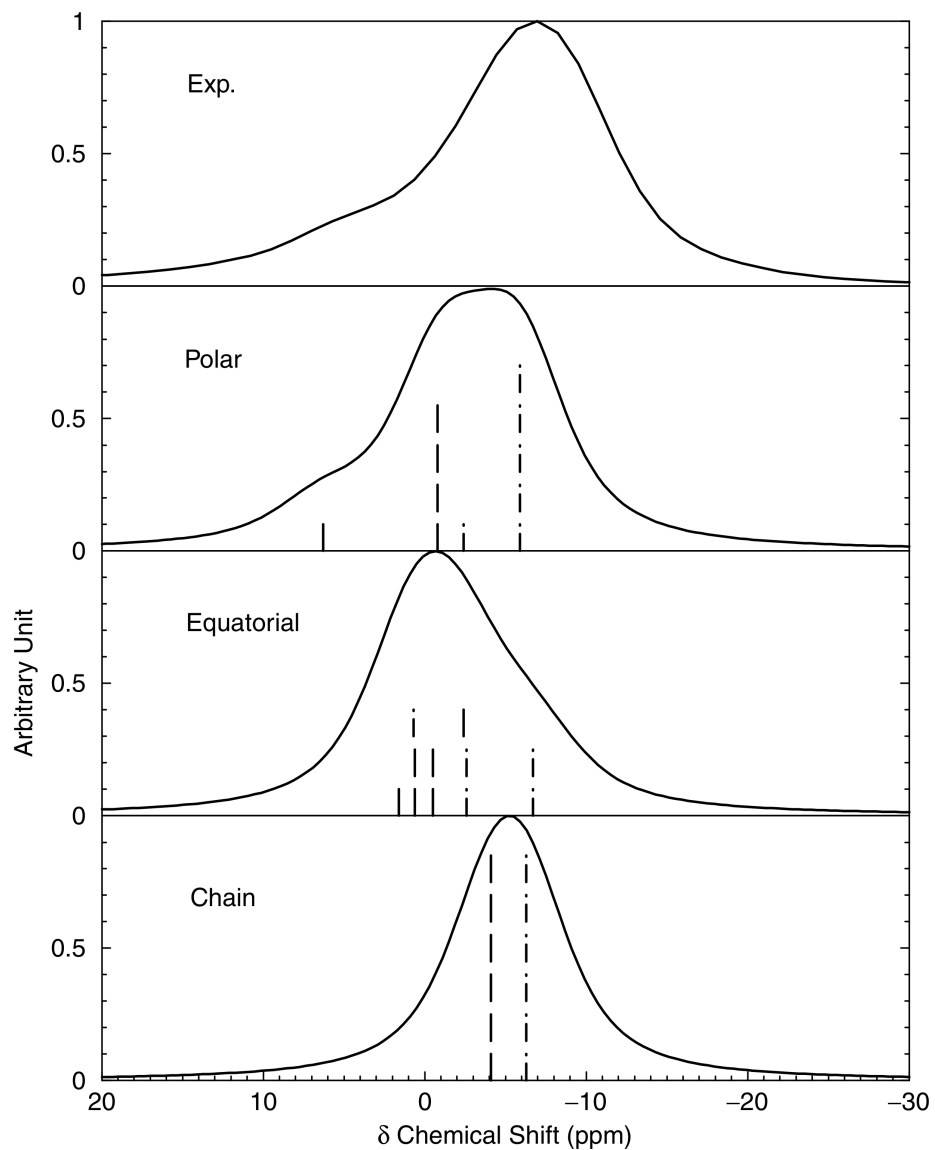 1
Exp.
0.5
0
Polar
0.5
0
Equatorial
0.5
0
Chain
0.5
0
20 10 0 –10 –20 –30
Arbitrary Unit
δ Chemical Shift (ppm)